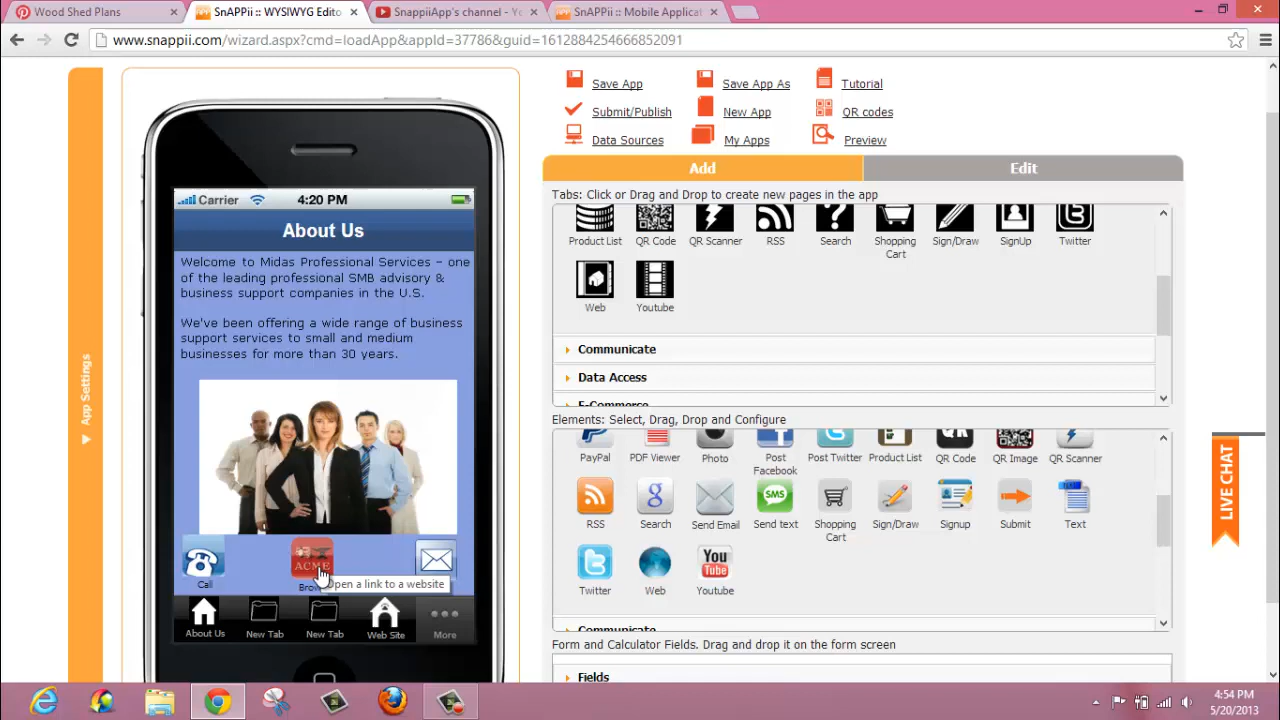 Wood Shed Plans
SnAPPii :: WYSIWYG Edito
SnappiiApp's channel - Yo
SnAPPii :: Mobile Applicat
www.snappii.com/wizard.aspx?cmd=loadApp&appId=37786&guid=1612884254666852091
App Settings
Carrier 4:20 PM
About Us
Welcome to Midas Professional Services – one
of the leading professional SMB advisory &
business support companies in the U.S.
We've been offering a wide range of business
support services to small and medium
businesses for more than 30 years.
ACME
Call
Brow
Open a link to a website
About Us New Tab New Tab Web Site More
Save App Save App As Tutorial
Submit/Publish New App QR codes
Data Sources My Apps Preview
Add Edit
Tabs: Click or Drag and Drop to create new pages in the app
Product List QR Code QR Scanner RSS Search Shopping Cart Sign/Draw SignUp Twitter
Web Youtube
Communicate
Data Access
E-Commerce
Elements: Select, Drag, Drop and Configure
PayPal PDF Viewer Photo Post Facebook Post Twitter Product List QR Code QR Image QR Scanner
RSS Search Send Email Send text Shopping Cart Sign/Draw Signup Submit Text
SMS
You Tube
Twitter Web Youtube
Communicate
Form and Calculator Fields. Drag and drop it on the form screen
Fields
LIVE CHAT
4:54 PM
5/20/2013